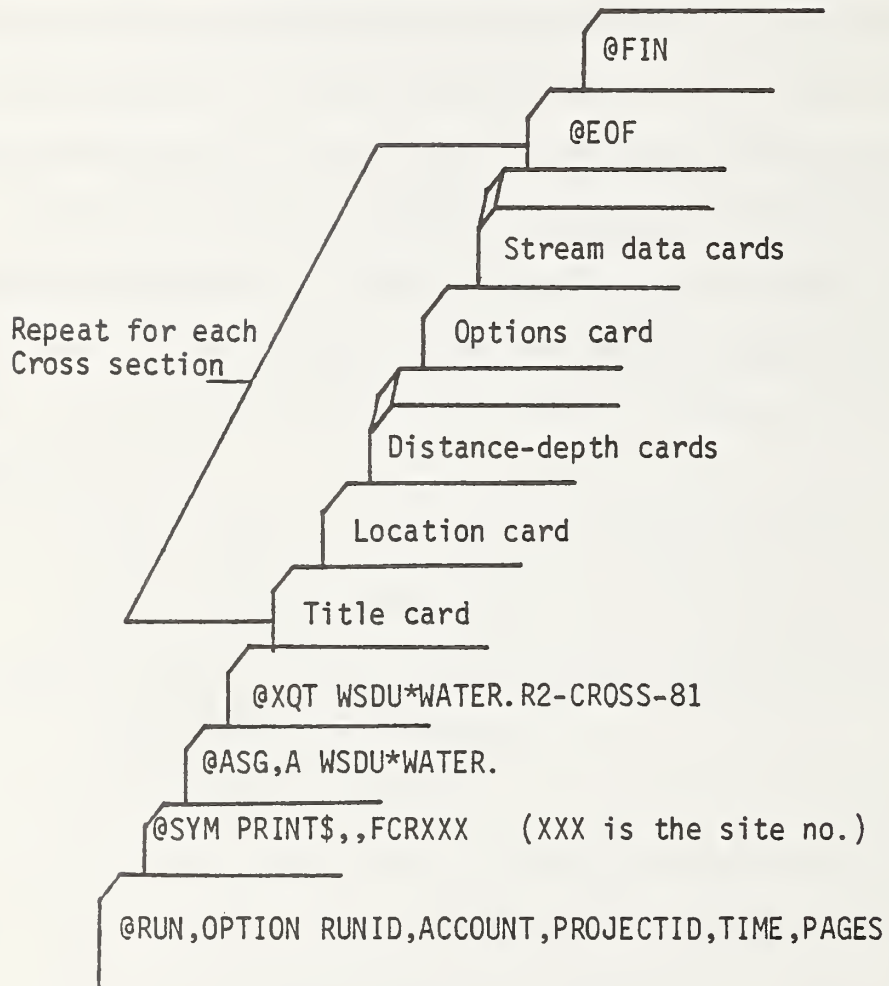 @FIN
@EOF
Stream data cards
Options card
Repeat for each
Cross section
Distance-depth cards
Location card
Title card
@XQT WSDU*WATER.R2-CROSS-81
@ASG,A WSDU*WATER.
@SYM PRINT$,,FCRXXX (XXX is the site no.)
@RUN,OPTION RUNID,ACCOUNT,PROJECTID,TIME,PAGES